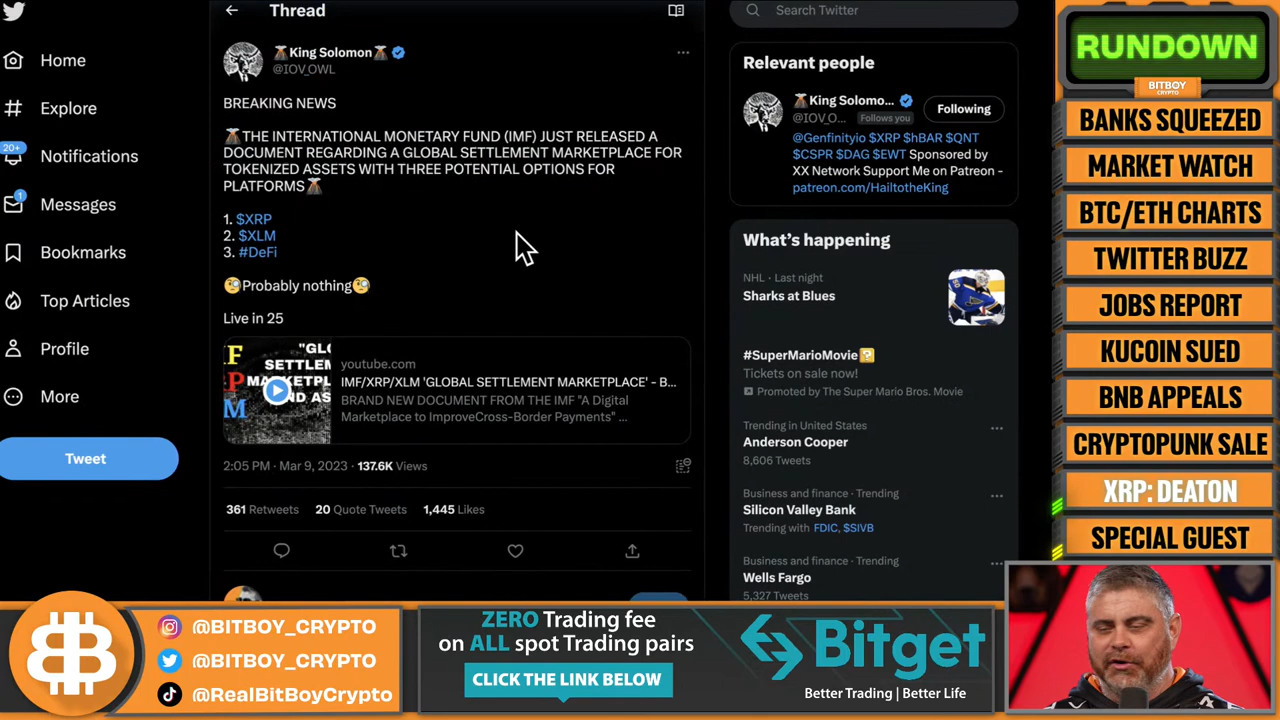 Thread
Search Twitter
Home
Explore
20+
Notifications
1
Messages
Bookmarks
Top Articles
Profile
More
Tweet
King Solomon
@IOV_OWL
BREAKING NEWS
THE INTERNATIONAL MONETARY FUND (IMF) JUST RELEASED A
DOCUMENT REGARDING A GLOBAL SETTLEMENT MARKETPLACE FOR
TOKENIZED ASSETS WITH THREE POTENTIAL OPTIONS FOR
PLATFORMS
1. $XRP
2. $XLM
3. #DeFi
Probably nothing
Live in 25
youtube.com
IMF/XRP/XLM 'GLOBAL SETTLEMENT MARKETPLACE' - B...
BRAND NEW DOCUMENT FROM THE IMF "A Digital
Marketplace to ImproveCross-Border Payments" ...
2:05 PM · Mar 9, 2023 · 137.6K Views
361 Retweets 20 Quote Tweets 1,445 Likes
Relevant people
King Solomo...
@IOV_O... Follows you
Following
@Genfinityio $XRP $hBAR $QNT
$CSPR $DAG $EWT Sponsored by
XX Network Support Me on Patreon -
patreon.com/HailtotheKing
What's happening
NHL · Last night
Sharks at Blues
#SuperMarioMovie
Tickets on sale now!
Promoted by The Super Mario Bros. Movie
Trending in United States
Anderson Cooper
8,606 Tweets
Business and finance · Trending
Silicon Valley Bank
Trending with FDIC, $SIVB
Business and finance · Trending
Wells Fargo
5,327 Tweets
RUNDOWN
BITBOY
CRYPTO
BANKS SQUEEZED
MARKET WATCH
BTC/ETH CHARTS
TWITTER BUZZ
JOBS REPORT
KUCOIN SUED
BNB APPEALS
CRYPTOPUNK SALE
XRP: DEATON
SPECIAL GUEST
@BITBOY_CRYPTO
@BITBOY_CRYPTO
@RealBitBoyCrypto
ZERO Trading fee
on ALL spot Trading pairs
CLICK THE LINK BELOW
Bitget
Better Trading | Better Life